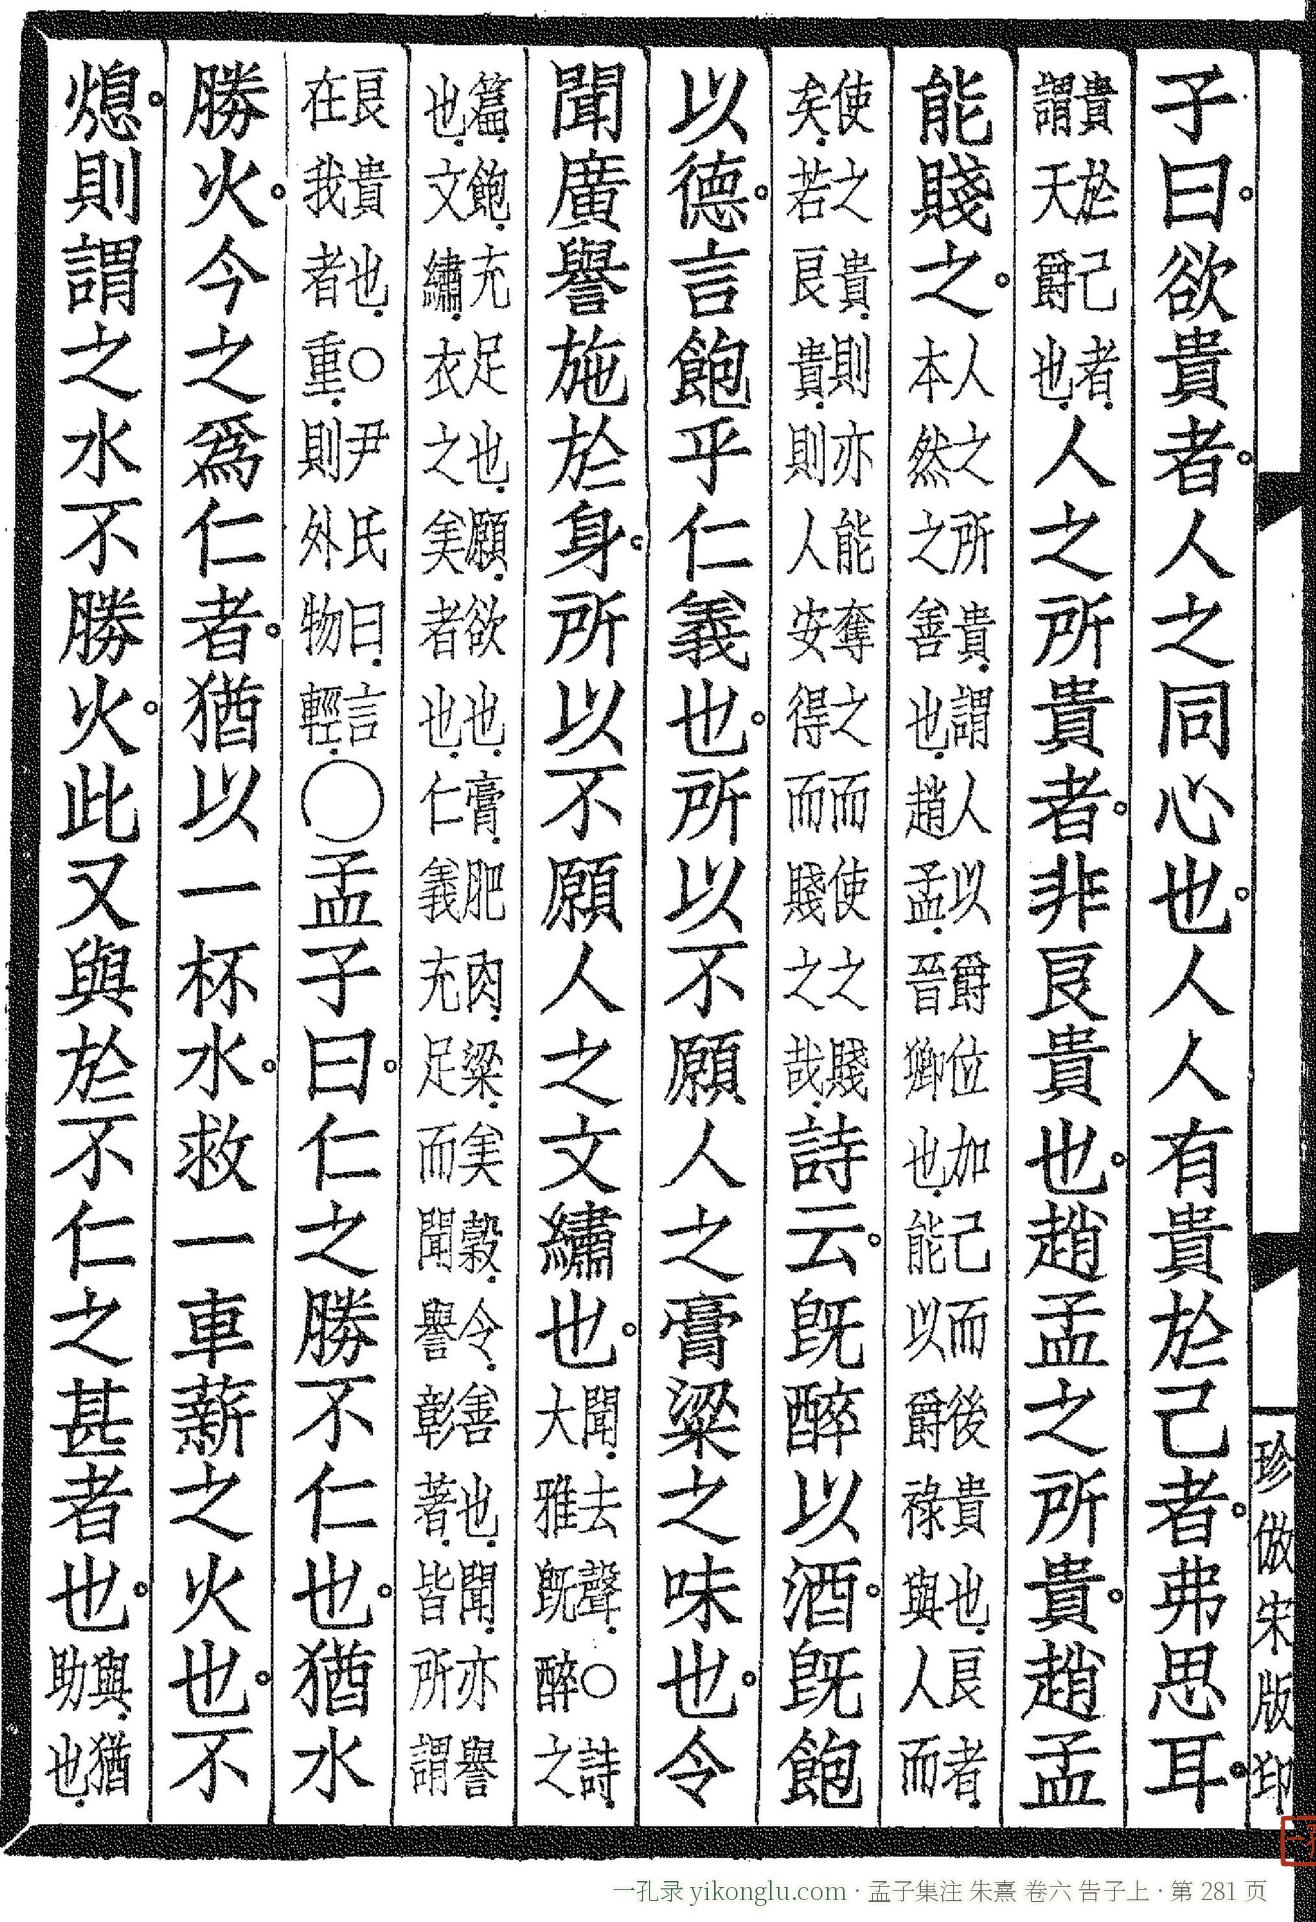 珍倣宋版印
子曰。欲貴者。人之同心也。人人有貴於己者。弗思耳。
貴於己者、謂天爵也、人之所貴者。非良貴也。趙孟之所貴。趙孟
能賤之。人之所貴、謂人以爵位加己而後貴也、良者、本然之善也、趙孟、晉卿也、能以爵祿與人而
使之貴、則亦能奪之而使之賤矣、若良貴、則人安得而賤之哉、詩云。既醉以酒。既飽
以德。言飽乎仁義也。所以不願人之膏粱之味也。令
聞廣譽施於身。所以不願人之文繡也。聞、去聲、○詩、大雅既醉之
篇、飽、充足也、願、欲也、膏、肥肉、粱、美穀、令、善也、聞、亦譽也、文繡、衣之美者也、仁義充足而聞譽彰著、皆所謂
良貴也、○尹氏曰、言在我者重、則外物輕、○孟子曰。仁之勝不仁也。猶水
勝火。今之爲仁者。猶以一杯水。救一車薪之火也。不
熄。則謂之水不勝火。此又與於不仁之甚者也。與、猶助也、
一孔录 yikonglu.com · 孟子集注 朱熹 卷六 告子上 · 第 281 页